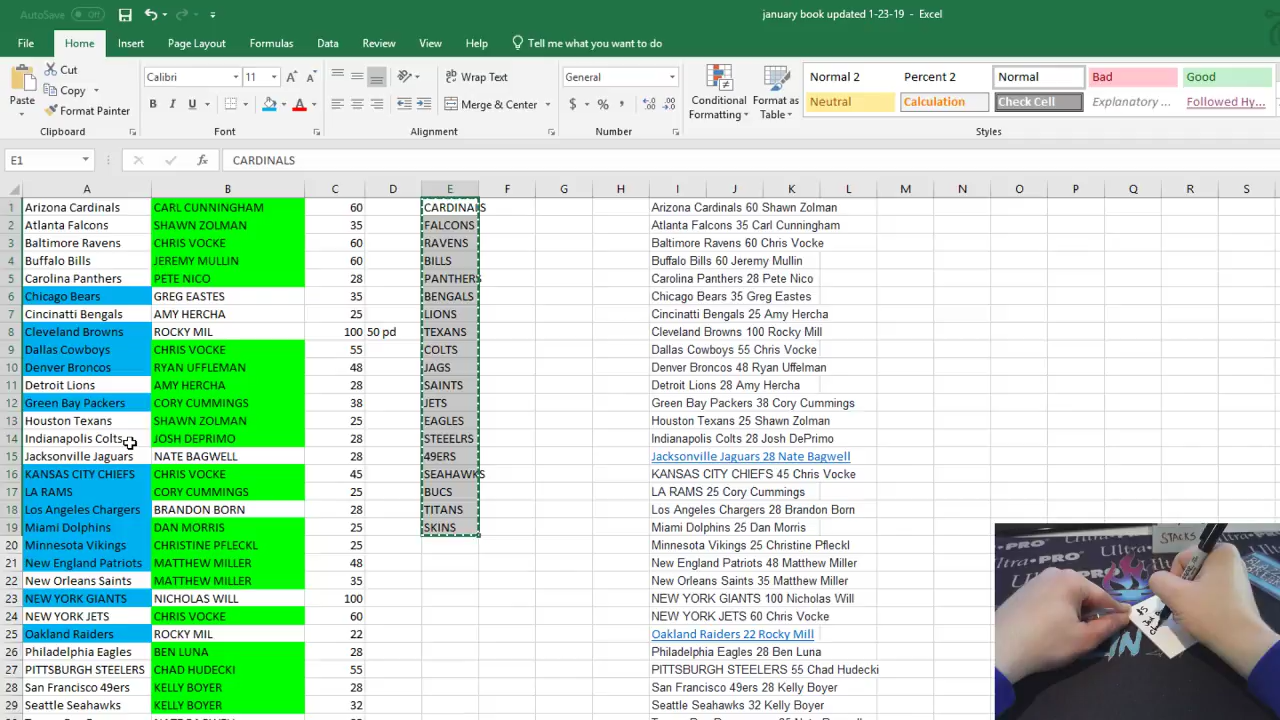 AutoSave Off
january book updated 1-23-19 - Excel
File Home Insert Page Layout Formulas Data Review View Help Tell me what you want to do
Paste Cut Copy Format Painter
Clipboard
Calibri 11
B I U A
Font
Wrap Text
Merge & Center
Alignment
General
$ % ,
Number
Conditional Formatting
Format as Table
Normal 2 Percent 2 Normal Bad Good
Neutral Calculation Check Cell Explanatory ... Followed Hy...
Styles
E1 fx CARDINALS
A B C D E F G H I J K L M N O P Q R S
1 Arizona Cardinals CARL CUNNINGHAM 60 CARDINALS Arizona Cardinals 60 Shawn Zolman
2 Atlanta Falcons SHAWN ZOLMAN 35 FALCONS Atlanta Falcons 35 Carl Cunningham
3 Baltimore Ravens CHRIS VOCKE 60 RAVENS Baltimore Ravens 60 Chris Vocke
4 Buffalo Bills JEREMY MULLIN 60 BILLS Buffalo Bills 60 Jeremy Mullin
5 Carolina Panthers PETE NICO 28 PANTHERS Carolina Panthers 28 Pete Nico
6 Chicago Bears GREG EASTES 35 BENGALS Chicago Bears 35 Greg Eastes
7 Cincinatti Bengals AMY HERCHA 25 LIONS Cincinatti Bengals 25 Amy Hercha
8 Cleveland Browns ROCKY MIL 100 50 pd TEXANS Cleveland Browns 100 Rocky Mill
9 Dallas Cowboys CHRIS VOCKE 55 COLTS Dallas Cowboys 55 Chris Vocke
10 Denver Broncos RYAN UFFLEMAN 48 JAGS Denver Broncos 48 Ryan Uffleman
11 Detroit Lions AMY HERCHA 28 SAINTS Detroit Lions 28 Amy Hercha
12 Green Bay Packers CORY CUMMINGS 38 JETS Green Bay Packers 38 Cory Cummings
13 Houston Texans SHAWN ZOLMAN 25 EAGLES Houston Texans 25 Shawn Zolman
14 Indianapolis Colts JOSH DEPRIMO 28 STEEELRS Indianapolis Colts 28 Josh DePrimo
15 Jacksonville Jaguars NATE BAGWELL 28 49ERS Jacksonville Jaguars 28 Nate Bagwell
16 KANSAS CITY CHIEFS CHRIS VOCKE 45 SEAHAWKS KANSAS CITY CHIEFS 45 Chris Vocke
17 LA RAMS CORY CUMMINGS 25 BUCS LA RAMS 25 Cory Cummings
18 Los Angeles Chargers BRANDON BORN 28 TITANS Los Angeles Chargers 28 Brandon Born
19 Miami Dolphins DAN MORRIS 25 SKINS Miami Dolphins 25 Dan Morris
20 Minnesota Vikings CHRISTINE PFLECKL 25 Minnesota Vikings 25 Christine Pfleckl
21 New England Patriots MATTHEW MILLER 48 New England Patriots 48 Matthew Miller
22 New Orleans Saints MATTHEW MILLER 35 New Orleans Saints 35 Matthew Miller
23 NEW YORK GIANTS NICHOLAS WILL 100 NEW YORK GIANTS 100 Nicholas Will
24 NEW YORK JETS CHRIS VOCKE 60 NEW YORK JETS 60 Chris Vocke
25 Oakland Raiders ROCKY MIL 22 Oakland Raiders 22 Rocky Mill
26 Philadelphia Eagles BEN LUNA 28 Philadelphia Eagles 28 Ben Luna
27 PITTSBURGH STEELERS CHAD HUDECKI 55 PITTSBURGH STEELERS 55 Chad Hudecki
28 San Francisco 49ers KELLY BOYER 28 San Francisco 49ers 28 Kelly Boyer
29 Seattle Seahawks KELLY BOYER 32 Seattle Seahawks 32 Kelly Boyer
STACKS
Ultra PRO